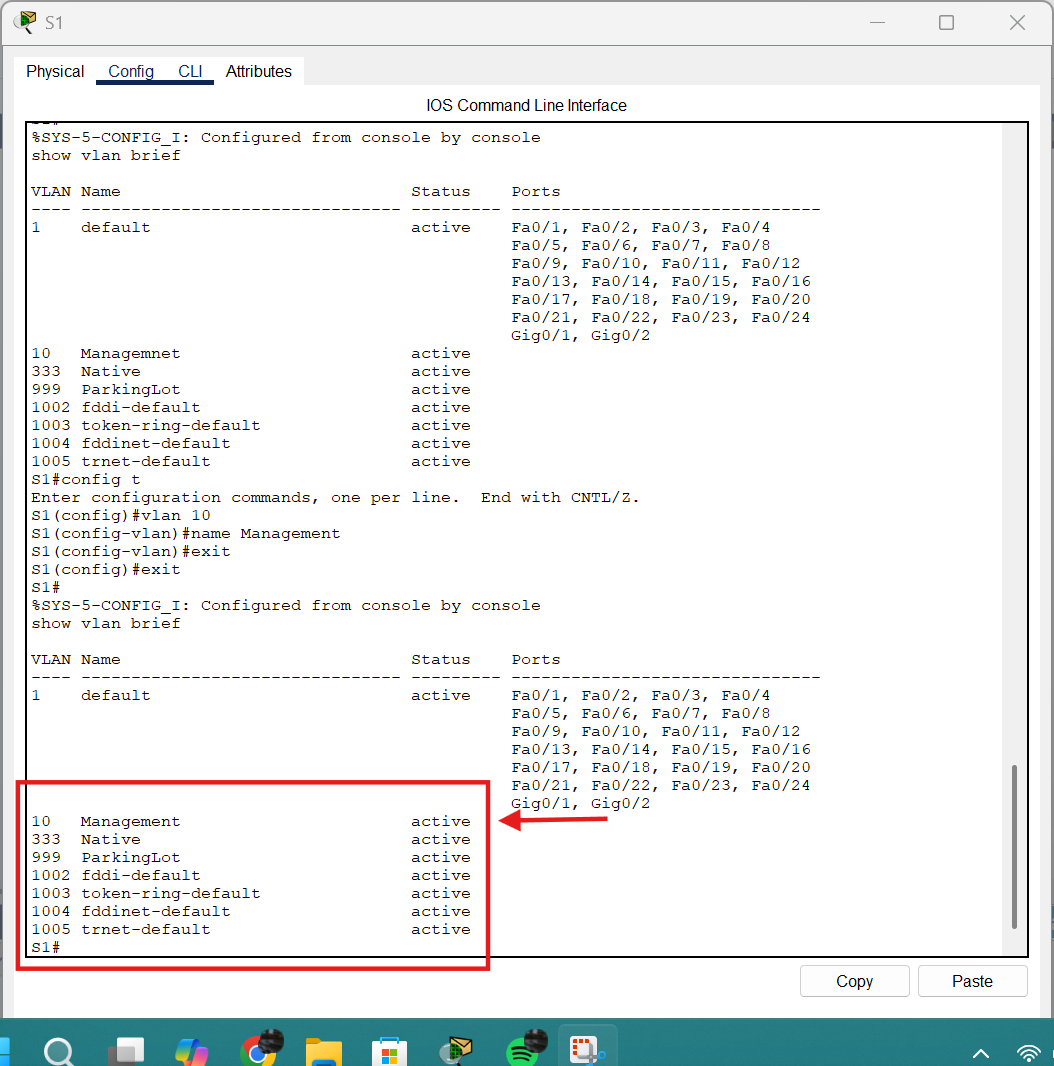 S1
Physical Config CLI Attributes
IOS Command Line Interface
%SYS-5-CONFIG_I: Configured from console by console
show vlan brief
VLAN Name Status Ports
---- -------------------------------- --------- -------------------------------
1 default active Fa0/1, Fa0/2, Fa0/3, Fa0/4
Fa0/5, Fa0/6, Fa0/7, Fa0/8
Fa0/9, Fa0/10, Fa0/11, Fa0/12
Fa0/13, Fa0/14, Fa0/15, Fa0/16
Fa0/17, Fa0/18, Fa0/19, Fa0/20
Fa0/21, Fa0/22, Fa0/23, Fa0/24
Gig0/1, Gig0/2
10 Managemnet active
333 Native active
999 ParkingLot active
1002 fddi-default active
1003 token-ring-default active
1004 fddinet-default active
1005 trnet-default active
S1#config t
Enter configuration commands, one per line. End with CNTL/Z.
S1(config)#vlan 10
S1(config-vlan)#name Management
S1(config-vlan)#exit
S1(config)#exit
S1#
%SYS-5-CONFIG_I: Configured from console by console
show vlan brief
VLAN Name Status Ports
---- -------------------------------- --------- -------------------------------
1 default active Fa0/1, Fa0/2, Fa0/3, Fa0/4
Fa0/5, Fa0/6, Fa0/7, Fa0/8
Fa0/9, Fa0/10, Fa0/11, Fa0/12
Fa0/13, Fa0/14, Fa0/15, Fa0/16
Fa0/17, Fa0/18, Fa0/19, Fa0/20
Fa0/21, Fa0/22, Fa0/23, Fa0/24
Gig0/1, Gig0/2
10 Management active
333 Native active
999 ParkingLot active
1002 fddi-default active
1003 token-ring-default active
1004 fddinet-default active
1005 trnet-default active
S1#
Copy Paste